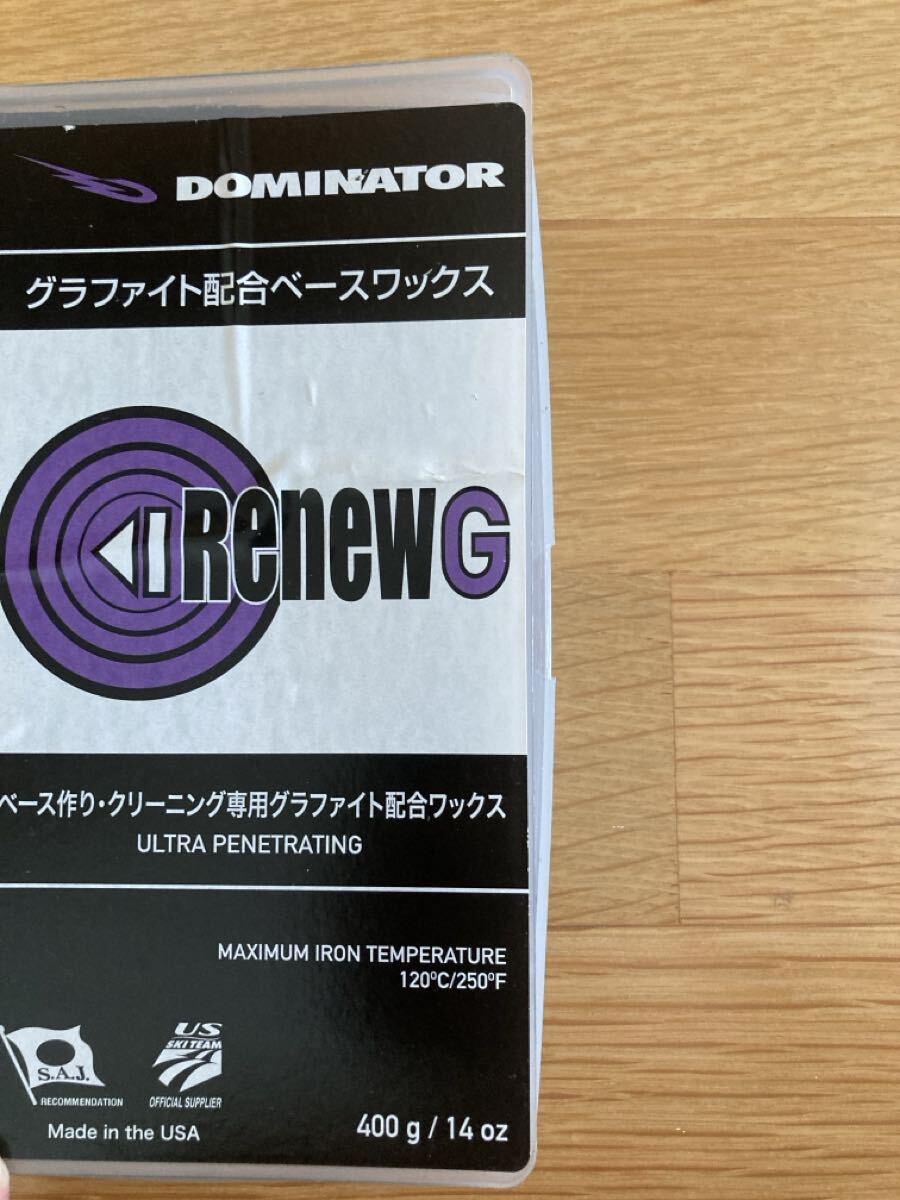 DOMINATOR
グラファイト配合ベースワックス
RenewG
ベース作り・クリーニング専用グラファイト配合ワックス
ULTRA PENETRATING
MAXIMUM IRON TEMPERATURE
120ºC/250ºF
S.A.J.
RECOMMENDATION
US
SKI TEAM
OFFICIAL SUPPLIER
Made in the USA
400 g / 14 oz